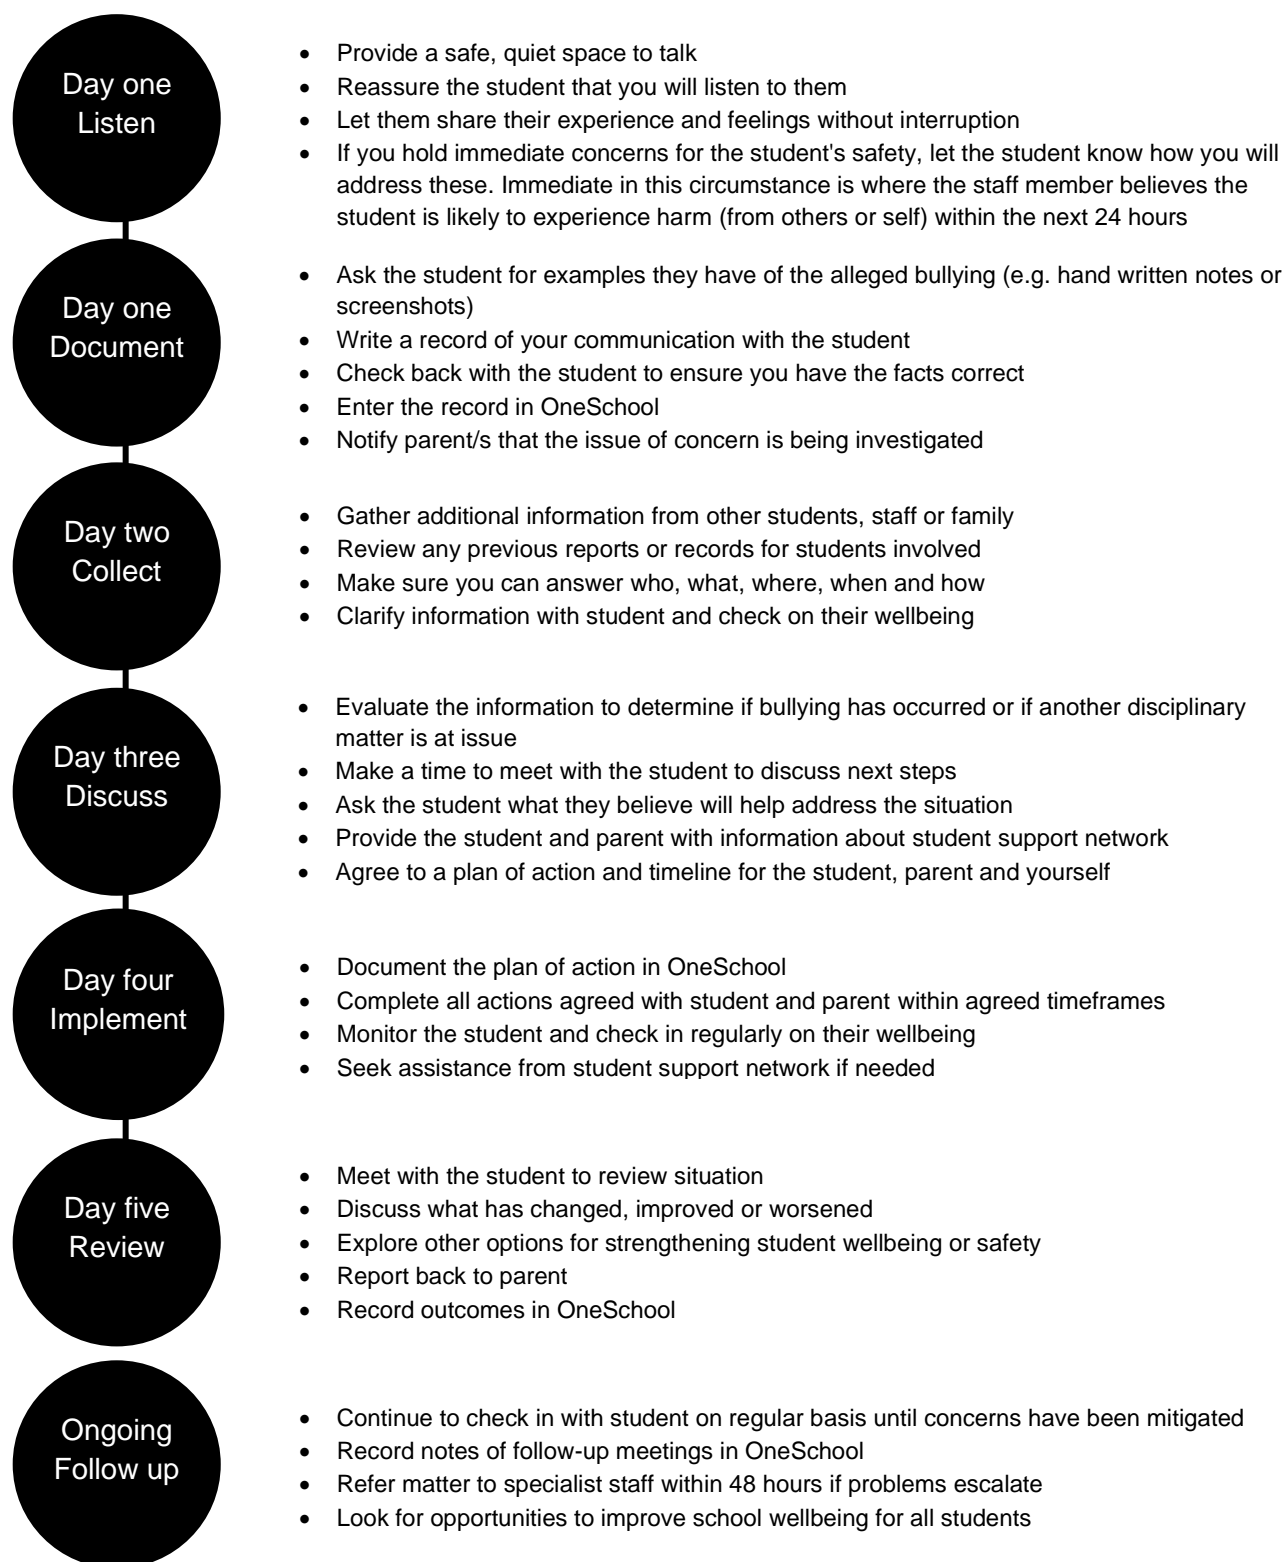 Day one
Listen
• Provide a safe, quiet space to talk
• Reassure the student that you will listen to them
• Let them share their experience and feelings without interruption
• If you hold immediate concerns for the student's safety, let the student know how you will
address these. Immediate in this circumstance is where the staff member believes the
student is likely to experience harm (from others or self) within the next 24 hours
Day one
Document
• Ask the student for examples they have of the alleged bullying (e.g. hand written notes or
screenshots)
• Write a record of your communication with the student
• Check back with the student to ensure you have the facts correct
• Enter the record in OneSchool
• Notify parent/s that the issue of concern is being investigated
Day two
Collect
• Gather additional information from other students, staff or family
• Review any previous reports or records for students involved
• Make sure you can answer who, what, where, when and how
• Clarify information with student and check on their wellbeing
Day three
Discuss
• Evaluate the information to determine if bullying has occurred or if another disciplinary
matter is at issue
• Make a time to meet with the student to discuss next steps
• Ask the student what they believe will help address the situation
• Provide the student and parent with information about student support network
• Agree to a plan of action and timeline for the student, parent and yourself
Day four
Implement
• Document the plan of action in OneSchool
• Complete all actions agreed with student and parent within agreed timeframes
• Monitor the student and check in regularly on their wellbeing
• Seek assistance from student support network if needed
Day five
Review
• Meet with the student to review situation
• Discuss what has changed, improved or worsened
• Explore other options for strengthening student wellbeing or safety
• Report back to parent
• Record outcomes in OneSchool
Ongoing
Follow up
• Continue to check in with student on regular basis until concerns have been mitigated
• Record notes of follow-up meetings in OneSchool
• Refer matter to specialist staff within 48 hours if problems escalate
• Look for opportunities to improve school wellbeing for all students